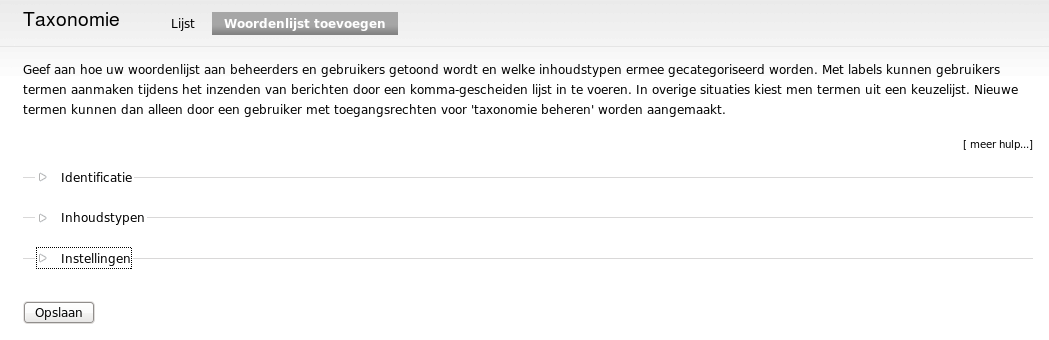 Taxonomie Lijst Woordenlijst toevoegen
Geef aan hoe uw woordenlijst aan beheerders en gebruikers getoond wordt en welke inhoudstypen ermee gecategoriseerd worden. Met labels kunnen gebruikers
termen aanmaken tijdens het inzenden van berichten door een komma-gescheiden lijst in te voeren. In overige situaties kiest men termen uit een keuzelijst. Nieuwe
termen kunnen dan alleen door een gebruiker met toegangsrechten voor 'taxonomie beheren' worden aangemaakt.
[ meer hulp...]
Identificatie
Inhoudstypen
Instellingen
Opslaan